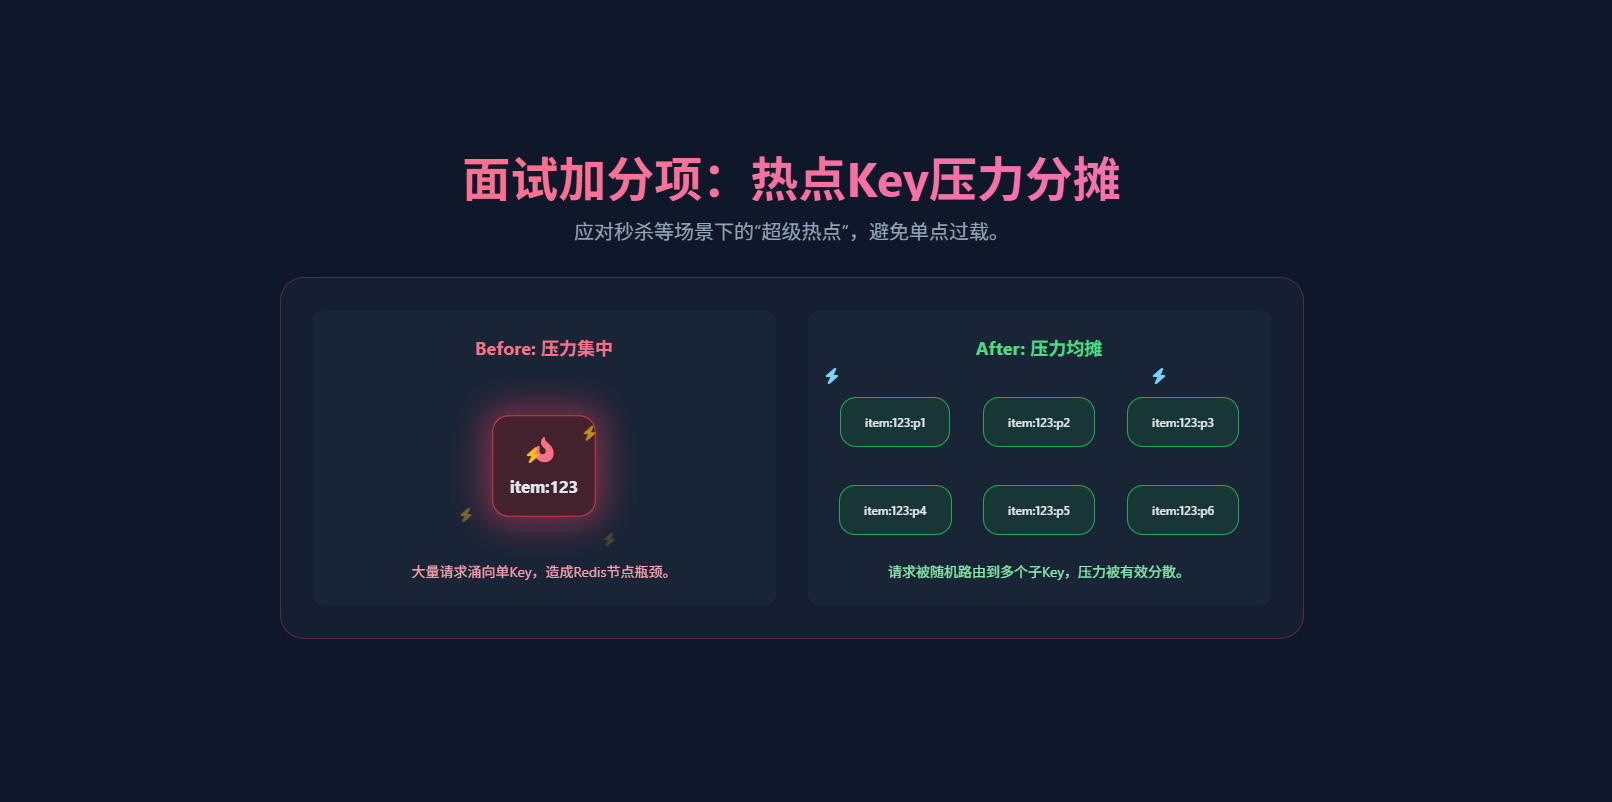 面试加分项：热点Key压力分摊
应对秒杀等场景下的“超级热点”，避免单点过载。
Before: 压力集中
item:123
大量请求涌向单Key，造成Redis节点瓶颈。
After: 压力均摊
item:123:p1
item:123:p2
item:123:p3
item:123:p4
item:123:p5
item:123:p6
请求被随机路由到多个子Key，压力被有效分散。